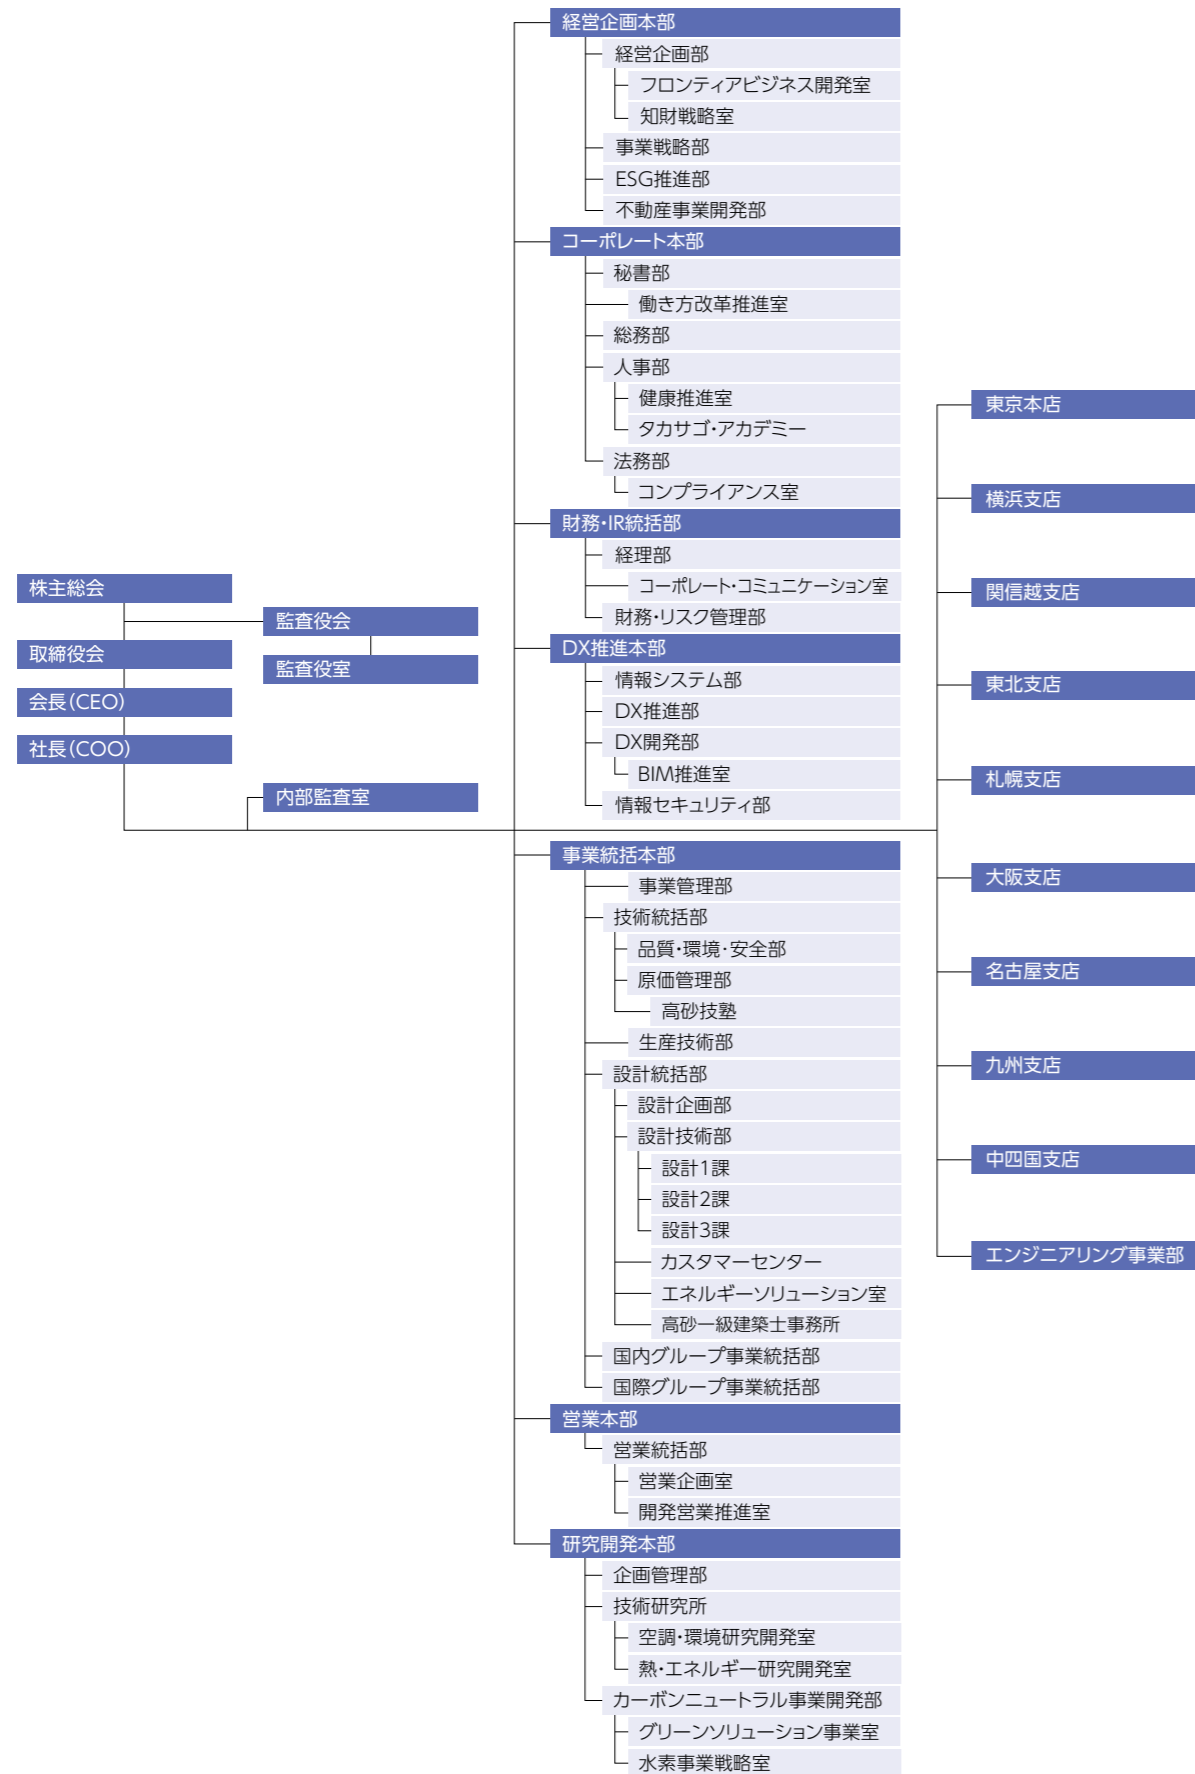 株主総会
監査役会
取締役会
監査役室
会長（CEO）
社長（COO）
内部監査室
経営企画本部
経営企画部
フロンティアビジネス開発室
知財戦略室
事業戦略部
ESG推進部
不動産事業開発部
コーポレート本部
秘書部
働き方改革推進室
総務部
人事部
健康推進室
タカサゴ・アカデミー
法務部
コンプライアンス室
財務・IR統括部
経理部
コーポレート・コミュニケーション室
財務・リスク管理部
DX推進本部
情報システム部
DX推進部
DX開発部
BIM推進室
情報セキュリティ部
事業統括本部
事業管理部
技術統括部
品質・環境・安全部
原価管理部
高砂技塾
生産技術部
設計統括部
設計企画部
設計技術部
設計1課
設計2課
設計3課
カスタマーセンター
エネルギーソリューション室
高砂一級建築士事務所
国内グループ事業統括部
国際グループ事業統括部
営業本部
営業統括部
営業企画室
開発営業推進室
研究開発本部
企画管理部
技術研究所
空調・環境研究開発室
熱・エネルギー研究開発室
カーボンニュートラル事業開発部
グリーンソリューション事業室
水素事業戦略室
東京本店
横浜支店
関信越支店
東北支店
札幌支店
大阪支店
名古屋支店
九州支店
中四国支店
エンジニアリング事業部